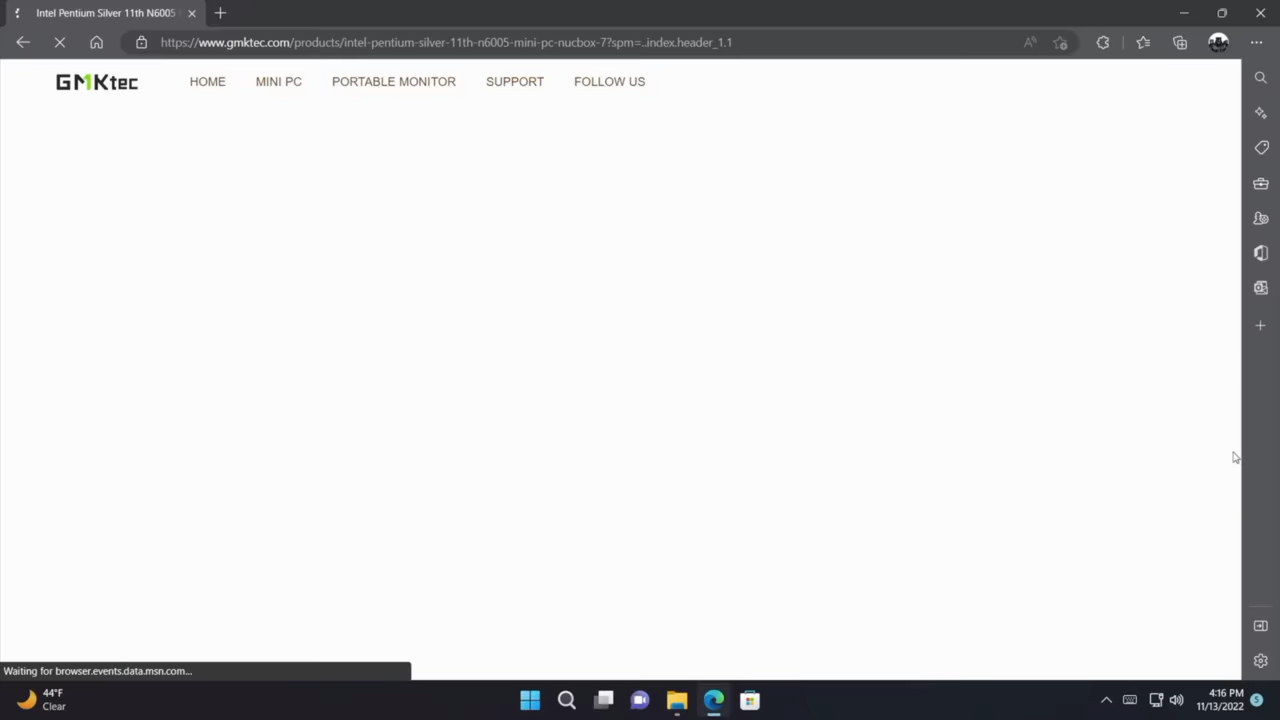 Intel Pentium Silver 11th N6005
https://www.gmktec.com/products/intel-pentium-silver-11th-n6005-mini-pc-nucbox-7?spm=..index.header_1.1
GMKtec HOME MINI PC PORTABLE MONITOR SUPPORT FOLLOW US
Waiting for browser.events.data.msn.com...
44°F
Clear
4:16 PM
11/13/2022
5